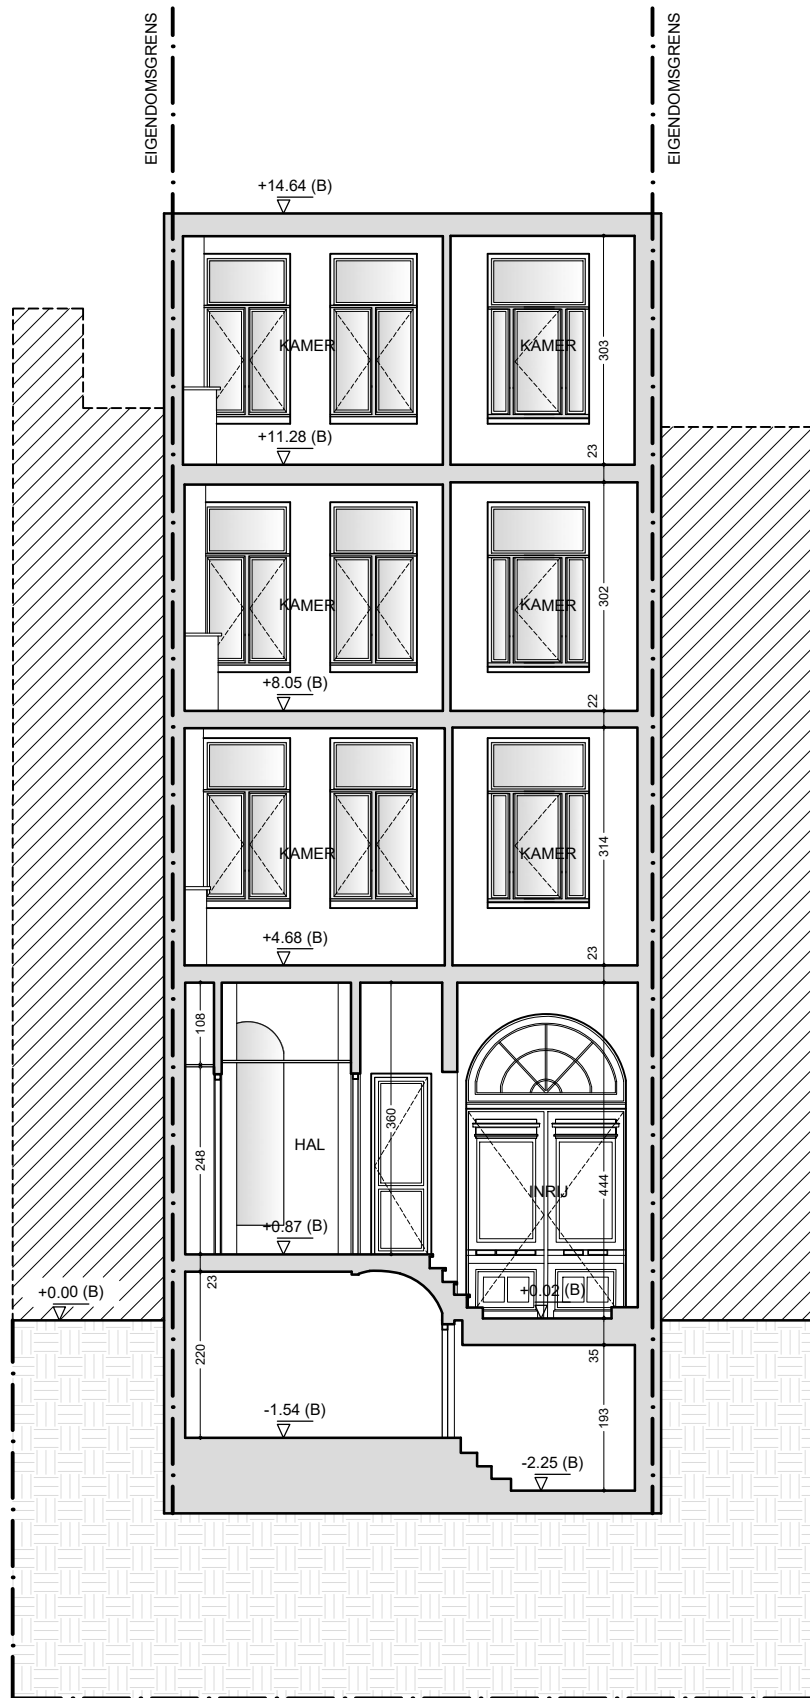 EIGENDOMSGRENS
EIGENDOMSGRENS
+14.64 (B)
KAMER
KAMER
303
+11.28 (B)
23
KAMER
KAMER
302
+8.05 (B)
22
KAMER
KAMER
314
+4.68 (B)
23
108
360
HAL
248
INRIJ
444
+0.87 (B)
23
+0.00 (B)
+0.02 (B)
220
35
-1.54 (B)
193
-2.25 (B)